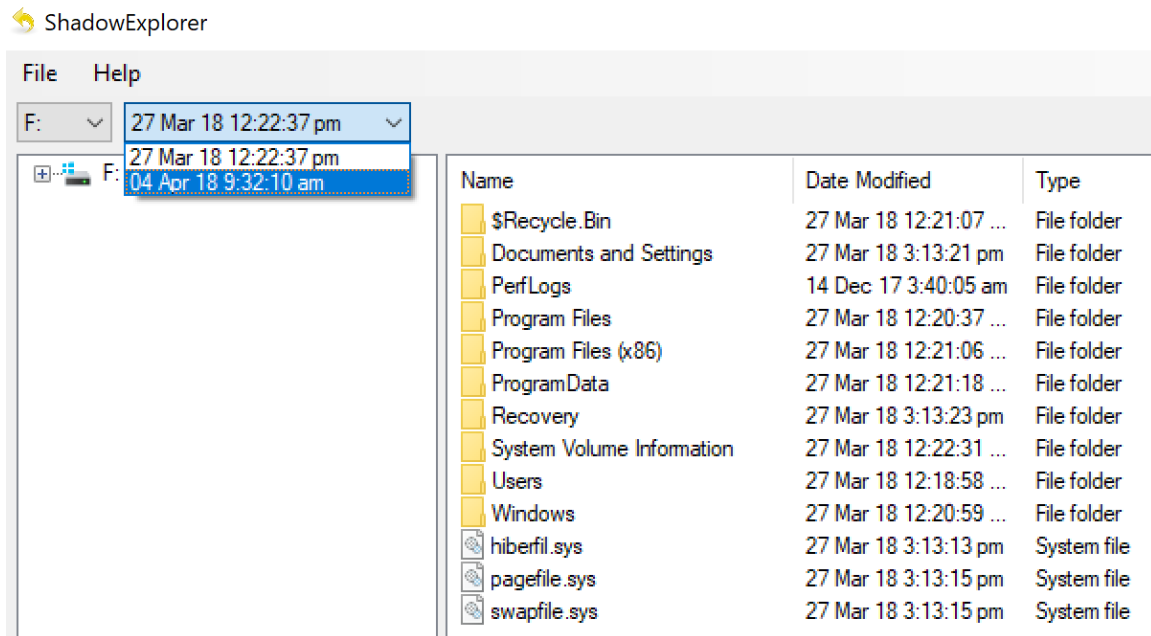 ShadowExplorer
File Help
F: 27 Mar 18 12:22:37 pm
27 Mar 18 12:22:37 pm
04 Apr 18 9:32:10 am
F:
Name Date Modified Type
$Recycle.Bin 27 Mar 18 12:21:07 ... File folder
Documents and Settings 27 Mar 18 3:13:21 pm File folder
PerfLogs 14 Dec 17 3:40:05 am File folder
Program Files 27 Mar 18 12:20:37 ... File folder
Program Files (x86) 27 Mar 18 12:21:06 ... File folder
ProgramData 27 Mar 18 12:21:18 ... File folder
Recovery 27 Mar 18 3:13:23 pm File folder
System Volume Information 27 Mar 18 12:22:31 ... File folder
Users 27 Mar 18 12:18:58 ... File folder
Windows 27 Mar 18 12:20:59 ... File folder
hiberfil.sys 27 Mar 18 3:13:13 pm System file
pagefile.sys 27 Mar 18 3:13:15 pm System file
swapfile.sys 27 Mar 18 3:13:15 pm System file